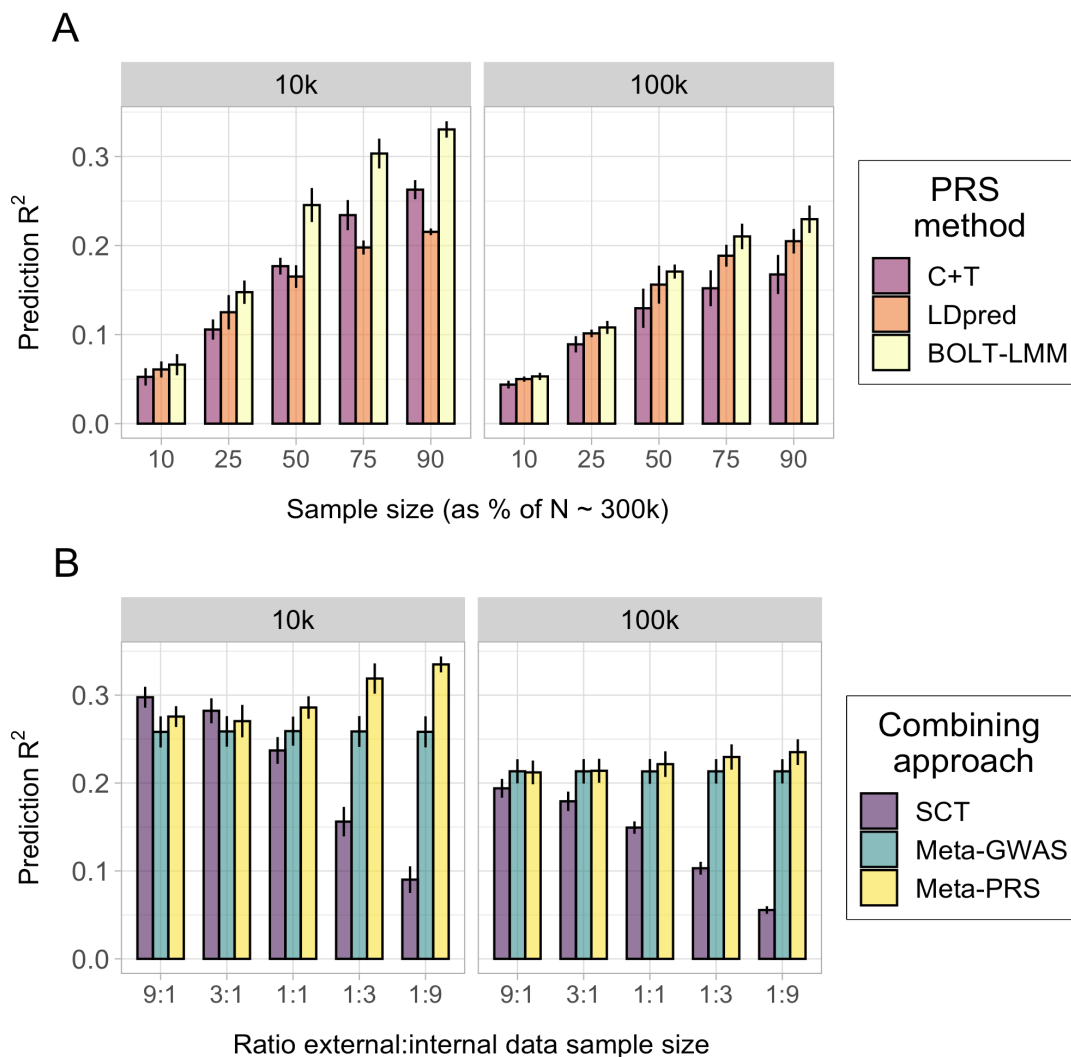 A
10k
100k
Prediction R²
0.3
0.2
0.1
0.0
10 25 50 75 90
10 25 50 75 90
Sample size (as % of N ~ 300k)
PRS
method
C+T
LDpred
BOLT-LMM
B
10k
100k
Prediction R²
0.3
0.2
0.1
0.0
9:1 3:1 1:1 1:3 1:9
9:1 3:1 1:1 1:3 1:9
Ratio external:internal data sample size
Combining
approach
SCT
Meta-GWAS
Meta-PRS